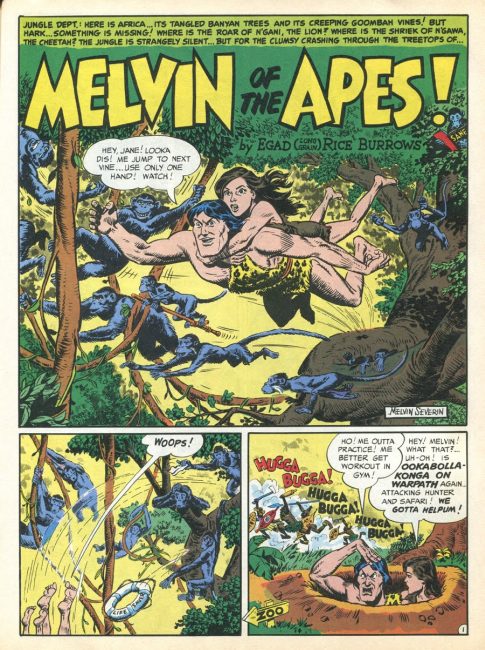 JUNGLE DEPT.: HERE IS AFRICA...ITS TANGLED BANYAN TREES AND ITS CREEPING GOOMBAH VINES! BUT
HARK...SOMETHING IS MISSING! WHERE IS THE ROAR OF N'GANI, THE LION? WHERE IS THE SHRIEK OF N'GAWA,
THE CHEETAH? THE JUNGLE IS STRANGELY SILENT... BUT FOR THE CLUMSY CRASHING THROUGH THE TREETOPS OF...
MELVIN OF THE APES!
by EGAD RICE BURROWS
HEY, JANE! LOOKA
DIS! ME JUMP TO NEXT
VINE...USE ONLY ONE
HAND! WATCH!
MELVIN SEVERIN
WOOPS!
LIFE
HUGGA
BUGGA!
HUGGA
BUGGA!
HUGGA
BUGGA!
HO! ME OUTTA
PRACTICE! ME
BETTER GET
WORKOUT IN
GYM!
HEY! MELVIN!
WHAT THAT?...
UH-OH! IS
OOKABOLLA-
KONGA ON
WARPATH AGAIN...
ATTACKING HUNTER
AND SAFARI! WE
GOTTA HELPUM!
ZOO
M
1